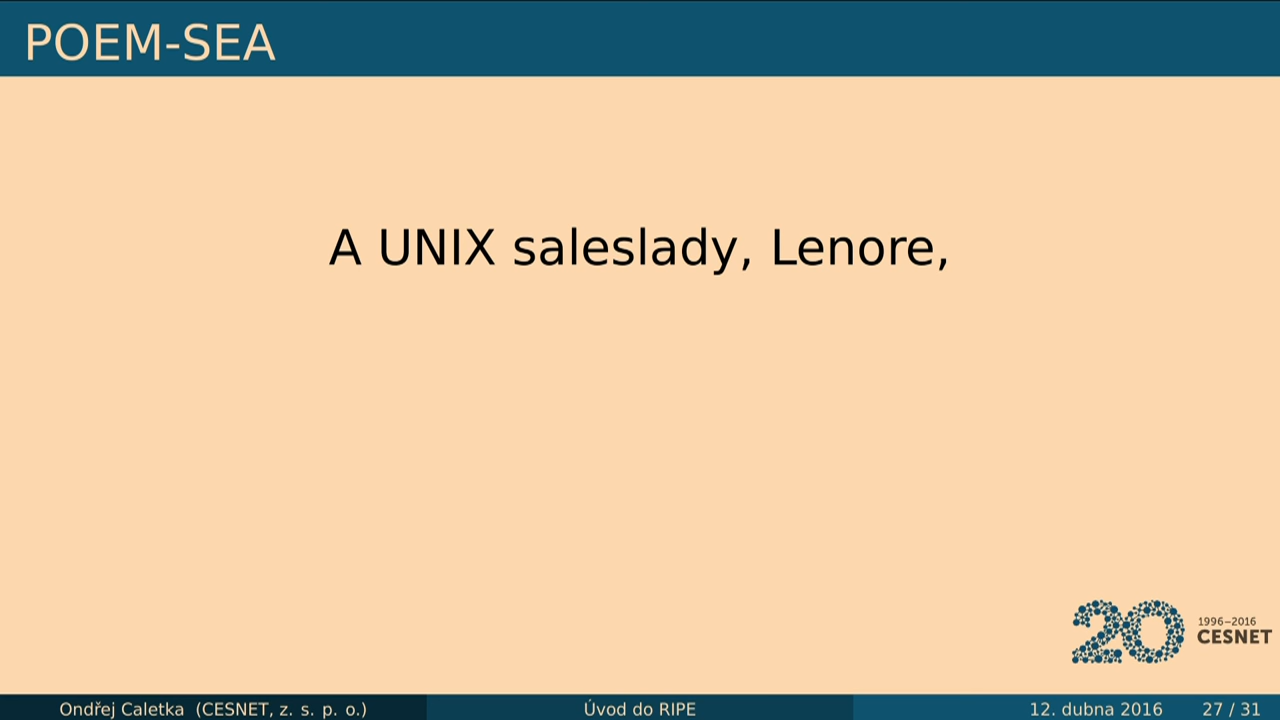 POEM-SEA
A UNIX saleslady, Lenore,
20
1996–2016
CESNET
Ondřej Caletka (CESNET, z. s. p. o.)
Úvod do RIPE
12. dubna 2016
27 / 31